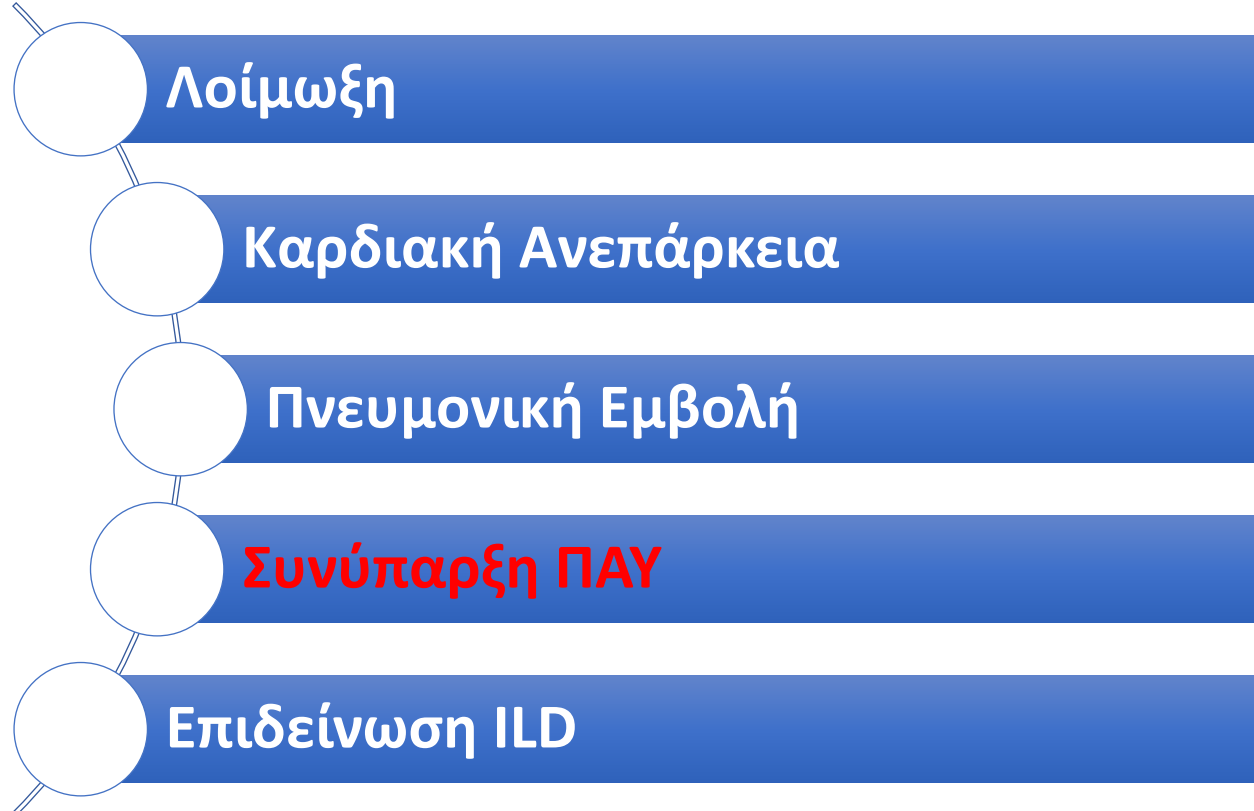 Λοίμωξη
Καρδιακή Ανεπάρκεια
Πνευμονική Εμβολή
Συνύπαρξη ΠΑΥ
Επιδείνωση ILD